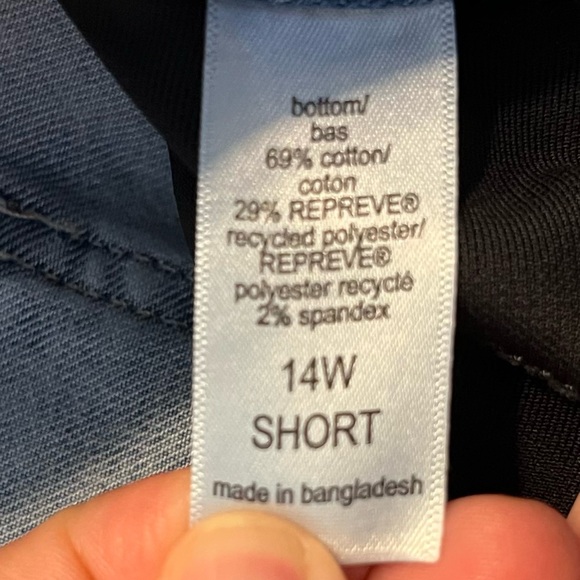 bottom/
bas
69% cotton/
coton
29% REPREVE®
recycled polyester/
REPREVE®
polyester recyclé
2% spandex
14W
SHORT
made in bangladesh